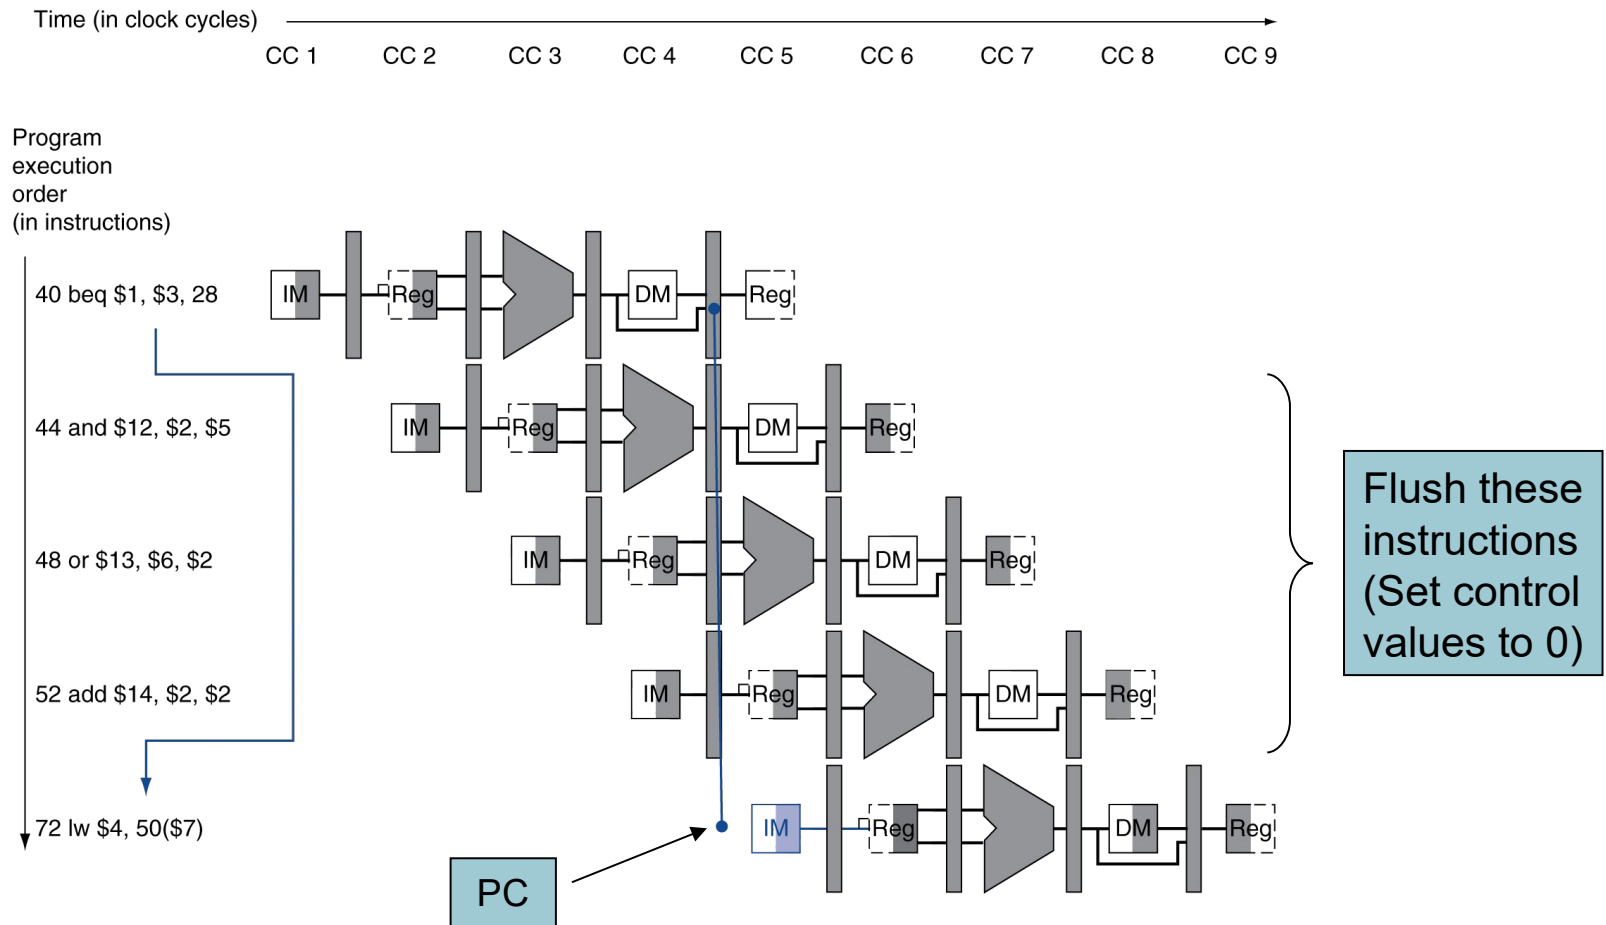 Time (in clock cycles)
CC 1 CC 2 CC 3 CC 4 CC 5 CC 6 CC 7 CC 8 CC 9
Program
execution
order
(in instructions)
40 beq $1, $3, 28
IM Reg DM Reg
44 and $12, $2, $5
IM Reg DM Reg
48 or $13, $6, $2
IM Reg DM Reg
52 add $14, $2, $2
IM Reg DM Reg
72 lw $4, 50($7)
IM Reg DM Reg
PC
Flush these
instructions
(Set control
values to 0)